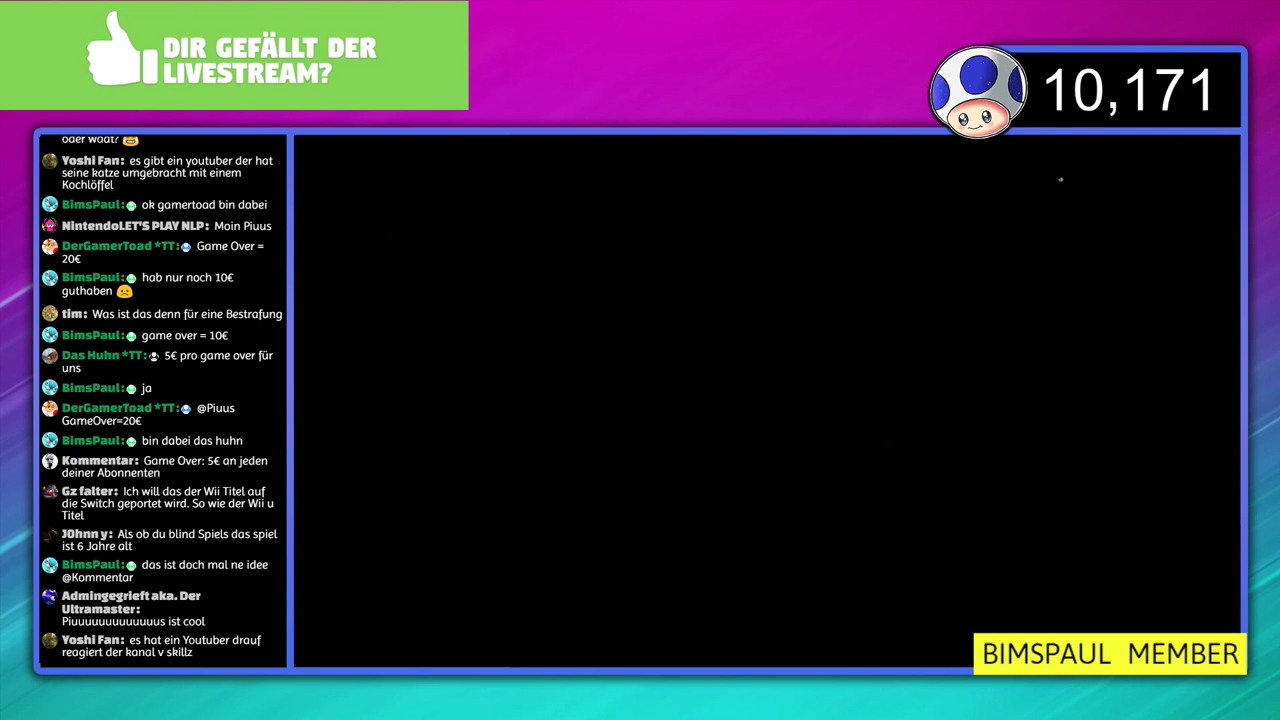 DIR GEFÄLLT DER
LIVESTREAM?
10,171
oder waat?
Yoshi Fan: es gibt ein youtuber der hat
seine katze umgebracht mit einem
Kochlöffel
BimsPaul: ok gamertoad bin dabei
NintendoLET'S PLAY NLP: Moin Piuus
DerGamerToad *TT: Game Over =
20€
BimsPaul: hab nur noch 10€
guthaben
tim: Was ist das denn für eine Bestrafung
BimsPaul: game over = 10€
Das Huhn *TT: 5€ pro game over für
uns
BimsPaul: ja
DerGamerToad *TT: @Piuus
GameOver=20€
BimsPaul: bin dabei das huhn
Kommentar: Game Over: 5€ an jeden
deiner Abonnenten
Gz falter: Ich will das der Wii Titel auf
die Switch geportet wird. So wie der Wii u
Titel
J0hnn y: Als ob du blind Spiels das spiel
ist 6 Jahre alt
BimsPaul: das ist doch mal ne idee
@Kommentar
Admingegrieft aka. Der
Ultramaster:
Piuuuuuuuuuuuus ist cool
Yoshi Fan: es hat ein Youtuber drauf
reagiert der kanal v skillz
BIMSPAUL MEMBER